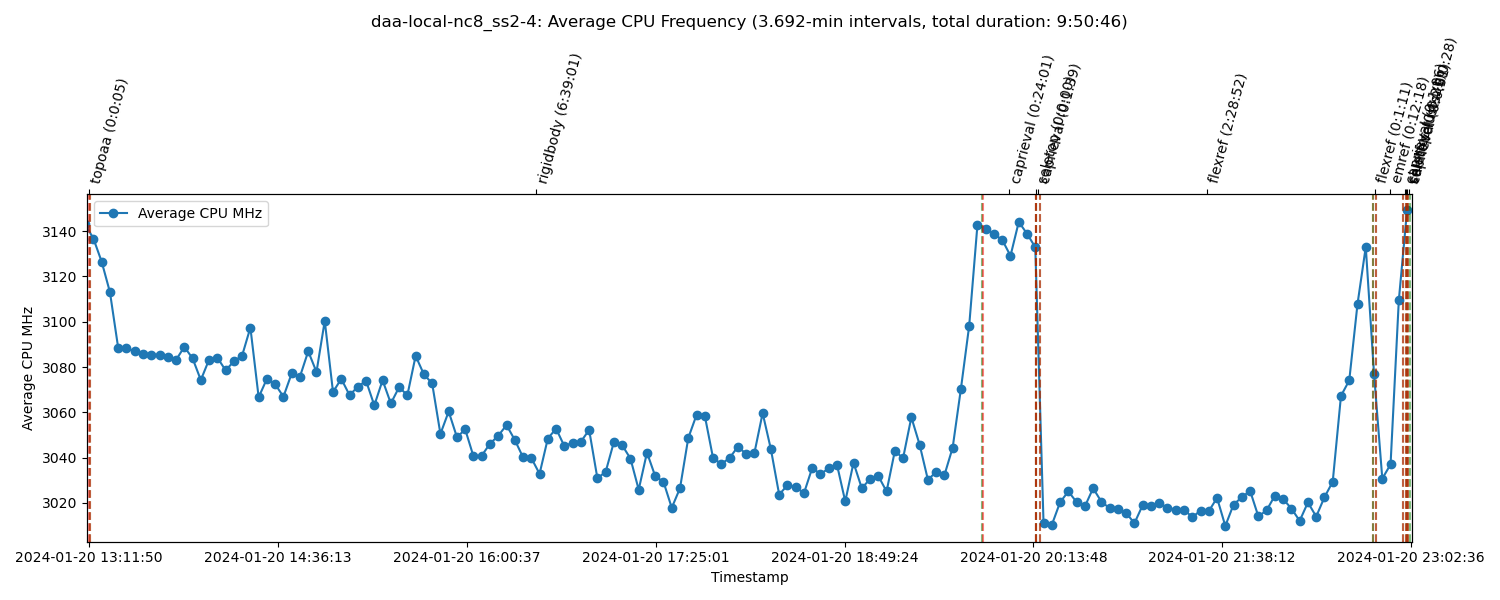 daa-local-nc8_ss2-4: Average CPU Frequency (3.692-min intervals, total duration: 9:50:46)
topoaa (0:0:05)
rigidbody (6:39:01)
caprieval (0:24:01)
caprieval (0:1:39)
flexref (2:28:52)
flexref (0:1:11)
emref (0:12:18)
Average CPU MHz
3140
3120
3100
3080
3060
3040
3020
Average CPU MHz
2024-01-20 13:11:50
2024-01-20 14:36:13
2024-01-20 16:00:37
2024-01-20 17:25:01
2024-01-20 18:49:24
2024-01-20 20:13:48
2024-01-20 21:38:12
2024-01-20 23:02:36
Timestamp